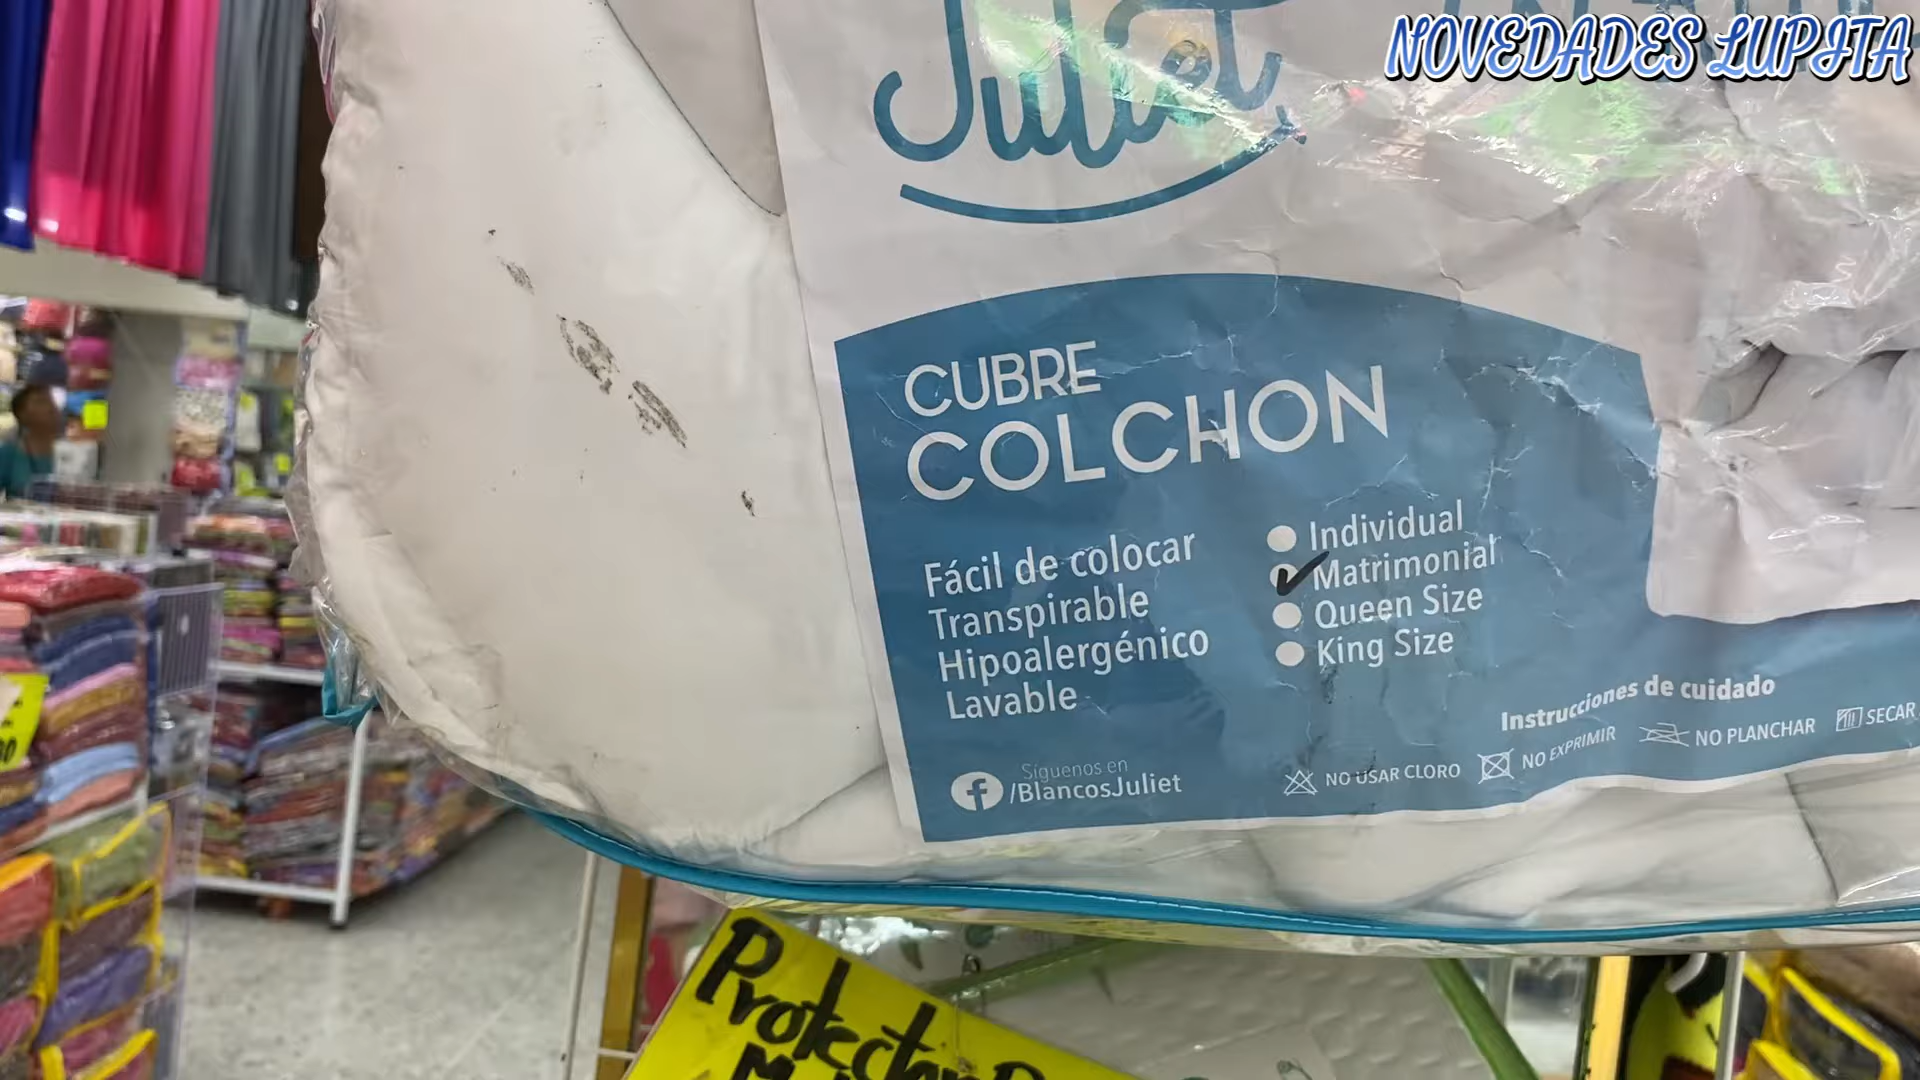 NOVEDADES LUPITA
Juliet
CUBRE
COLCHON
Fácil de colocar
Transpirable
Hipoalergénico
Lavable
Individual
Matrimonial
Queen Size
King Size
Síguenos en
/BlancosJuliet
Instrucciones de cuidado
NO USAR CLORO
NO EXPRIMIR
NO PLANCHAR
SECAR